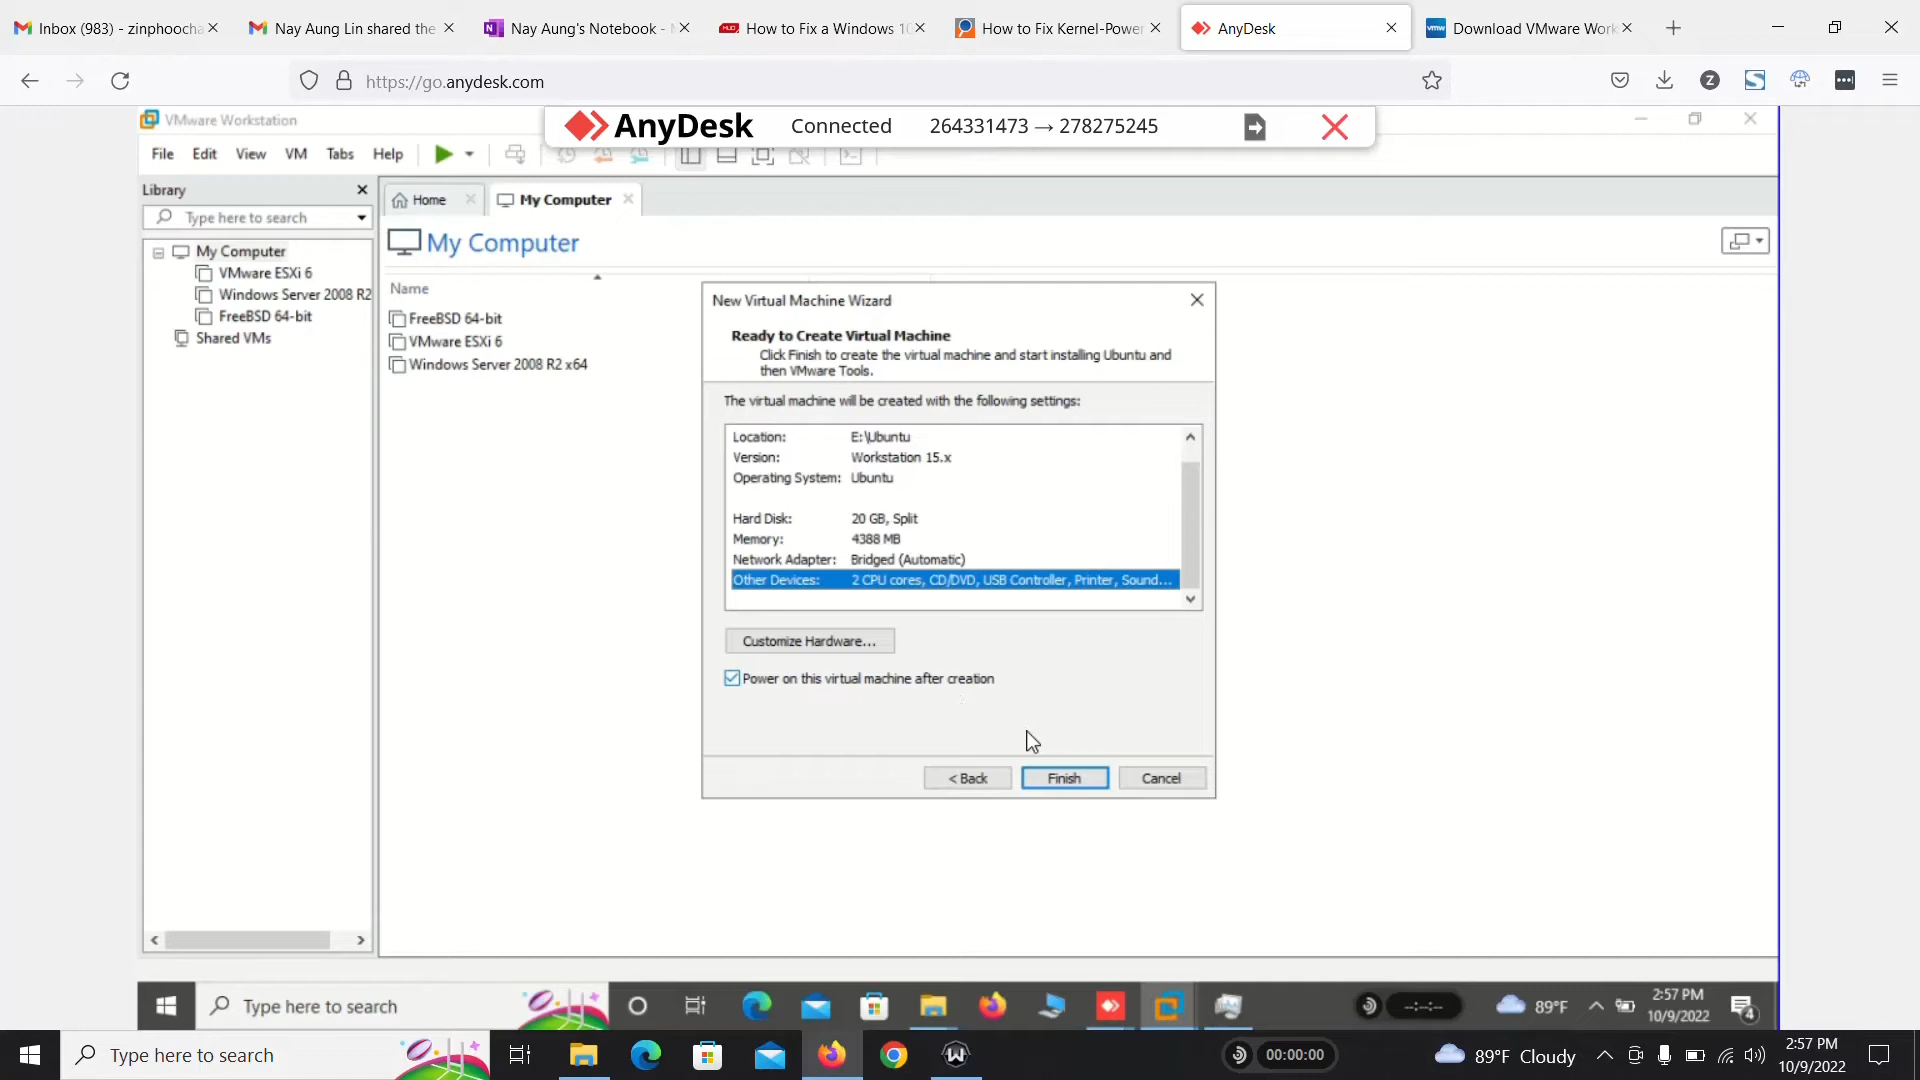 Inbox (983) - zinphoocha
Nay Aung Lin shared the
Nay Aung's Notebook -
How to Fix a Windows 10
How to Fix Kernel-Power
AnyDesk
Download VMware Work
https://go.anydesk.com
VMware Workstation
AnyDesk
Connected
264331473 → 278275245
File Edit View VM Tabs Help
Library
Home
My Computer
Type here to search
My Computer
My Computer
VMware ESXi 6
Windows Server 2008 R2
FreeBSD 64-bit
Shared VMs
Name
FreeBSD 64-bit
VMware ESXi 6
Windows Server 2008 R2 x64
New Virtual Machine Wizard
Ready to Create Virtual Machine
Click Finish to create the virtual machine and start installing Ubuntu and
then VMware Tools.
The virtual machine will be created with the following settings:
Location: E:\Ubuntu
Version: Workstation 15.x
Operating System: Ubuntu
Hard Disk: 20 GB, Split
Memory: 4388 MB
Network Adapter: Bridged (Automatic)
Other Devices: 2 CPU cores, CD/DVD, USB Controller, Printer, Sound...
Customize Hardware...
Power on this virtual machine after creation
< Back
Finish
Cancel
Type here to search
--:--:--
89°F
2:57 PM
10/9/2022
4
Type here to search
00:00:00
89°F Cloudy
2:57 PM
10/9/2022